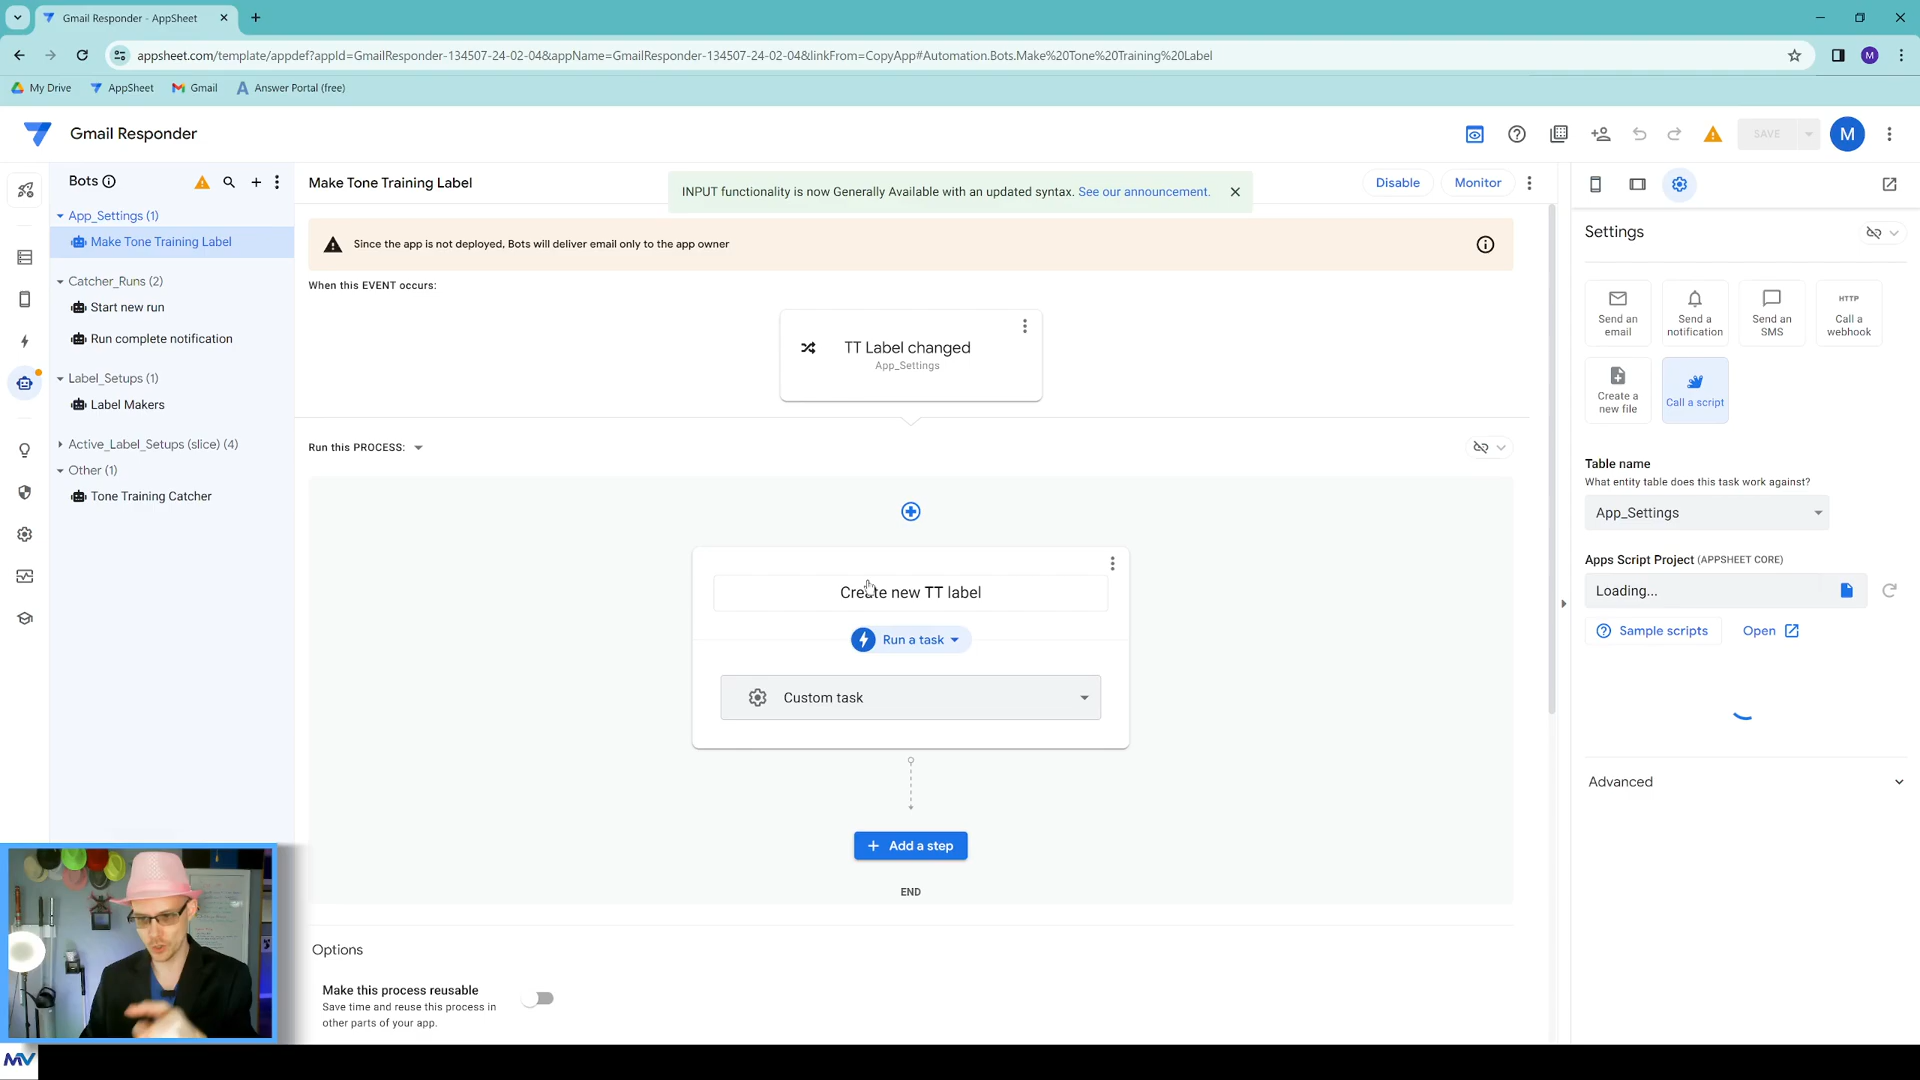 Gmail Responder - AppSheet
appsheet.com/template/appdef?appId=GmailResponder-134507-24-02-04&appName=GmailResponder-134507-24-02-04&linkFrom=CopyApp#Automation.Bots.Make%20Tone%20Training%20Label
M
My Drive
AppSheet
Gmail
Answer Portal (free)
Gmail Responder
SAVE
M
Bots
Make Tone Training Label
INPUT functionality is now Generally Available with an updated syntax. See our announcement.
Disable
Monitor
App_Settings (1)
Make Tone Training Label
Catcher_Runs (2)
Start new run
Run complete notification
Label_Setups (1)
Label Makers
Active_Label_Setups (slice) (4)
Other (1)
Tone Training Catcher
Since the app is not deployed, Bots will deliver email only to the app owner
When this EVENT occurs:
TT Label changed
App_Settings
Run this PROCESS:
Create new TT label
Run a task
Custom task
+ Add a step
END
Options
Make this process reusable
Save time and reuse this process in
other parts of your app.
Settings
Send an
email
Send a
notification
Send an
SMS
HTTP
Call a
webhook
Create a
new file
Call a script
Table name
What entity table does this task work against?
App_Settings
Apps Script Project (APPSHEET CORE)
Loading...
Sample scripts
Open
Advanced
MV